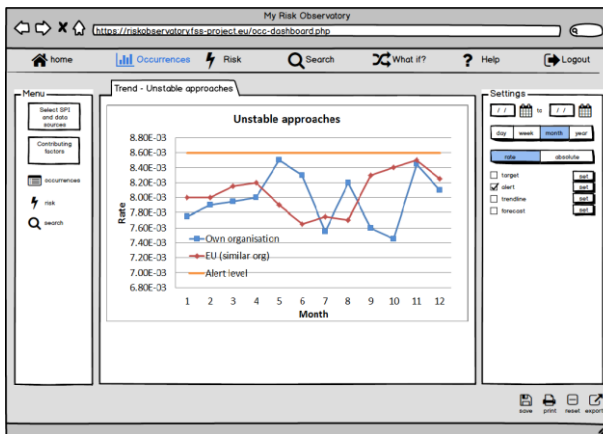 My Risk Observatory
https://riskobservatory.fss-project.eu/occ-dashboard.php
home
Occurrences
Risk
Search
What if?
? Help
Logout
Menu
Select SPI
and data
sources
Contributing
factors
occurrences
risk
search
Trend - Unstable approaches
Unstable approaches
Rate
8.80E-03
8.60E-03
8.40E-03
8.20E-03
8.00E-03
7.80E-03
7.60E-03
7.40E-03
7.20E-03
7.00E-03
6.80E-03
Own organisation
EU (similar org)
Alert level
1 2 3 4 5 6 7 8 9 10 11 12
Month
Settings
/ / to / /
day week month year
rate absolute
target set
alert set
trendline set
forecast set
save print reset export